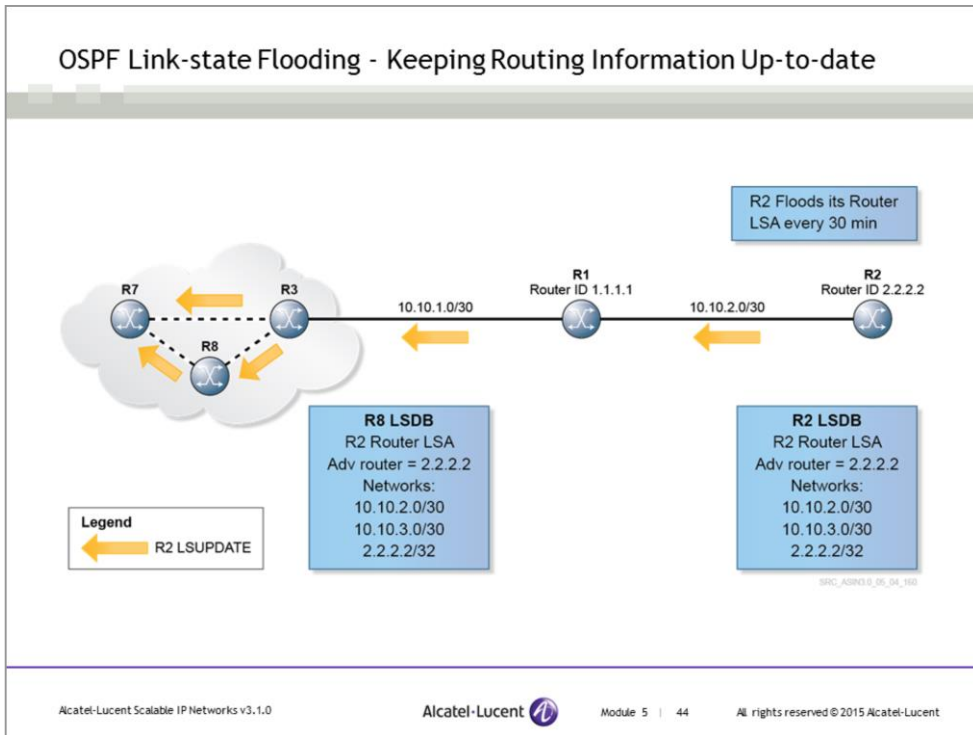 OSPF Link-state Flooding - Keeping Routing Information Up-to-date
R2 Floods its Router
LSA every 30 min
R7
R3
R8
10.10.1.0/30
R1
Router ID 1.1.1.1
10.10.2.0/30
R2
Router ID 2.2.2.2
R8 LSDB
R2 Router LSA
Adv router = 2.2.2.2
Networks:
10.10.2.0/30
10.10.3.0/30
2.2.2.2/32
R2 LSDB
R2 Router LSA
Adv router = 2.2.2.2
Networks:
10.10.2.0/30
10.10.3.0/30
2.2.2.2/32
Legend
R2 LSUPDATE
SRC_ASIN3.0_05_04_160
Alcatel-Lucent Scalable IP Networks v3.1.0
Alcatel·Lucent
Module 5 | 44
All rights reserved © 2015 Alcatel-Lucent